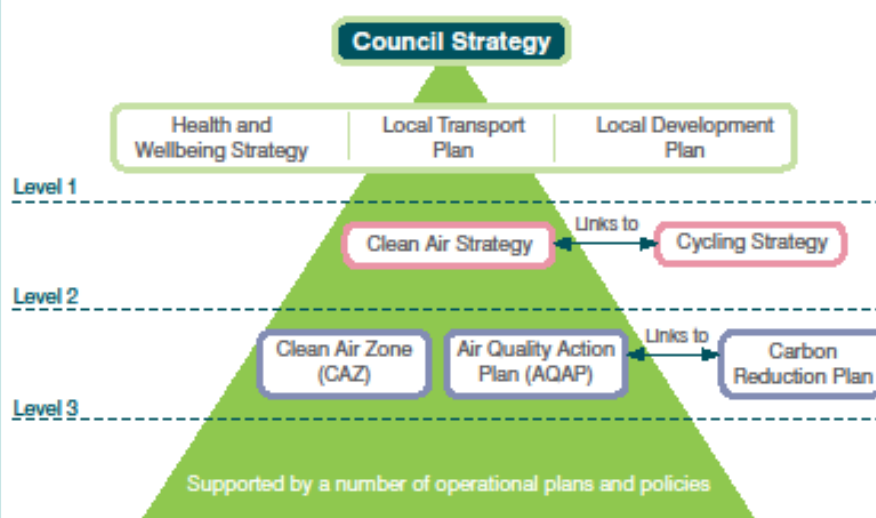 Council Strategy
Health and
Wellbeing Strategy
Local Transport
Plan
Local Development
Plan
Level 1
Clean Air Strategy
Links to
Cycling Strategy
Level 2
Clean Air Zone
(CAZ)
Air Quality Action
Plan (AQAP)
Links to
Carbon
Reduction Plan
Level 3
Supported by a number of operational plans and policies